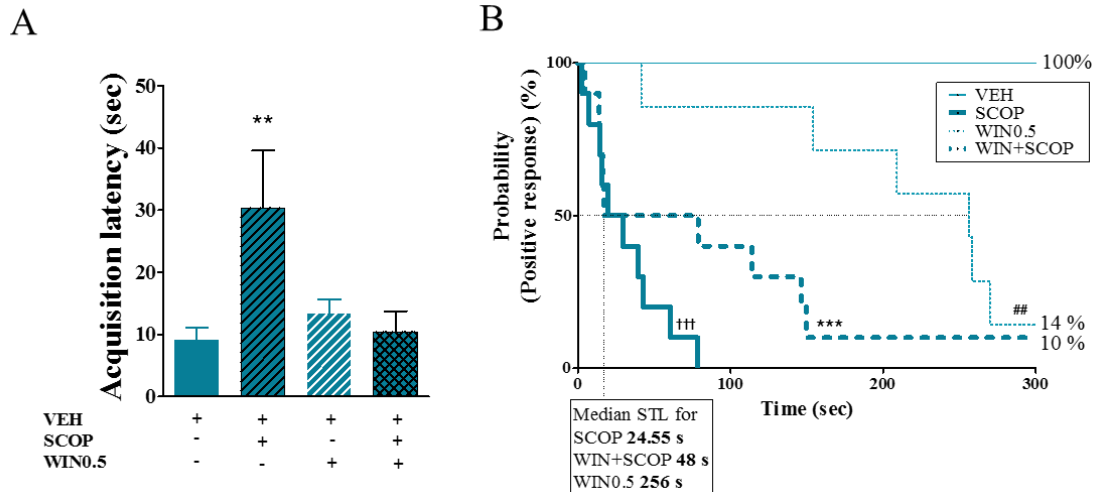 A
Acquisition latency (sec)
50
40
30
20
10
0
**
VEH + + + +
SCOP - + - +
WIN0.5 - - + +
B
Probability
(Positive response) (%)
100
50
0
100%
VEH
SCOP
WIN0.5
WIN+SCOP
†††
***
##
14 %
10 %
0 100 200 300
Time (sec)
Median STL for
SCOP 24.55 s
WIN+SCOP 48 s
WIN0.5 256 s